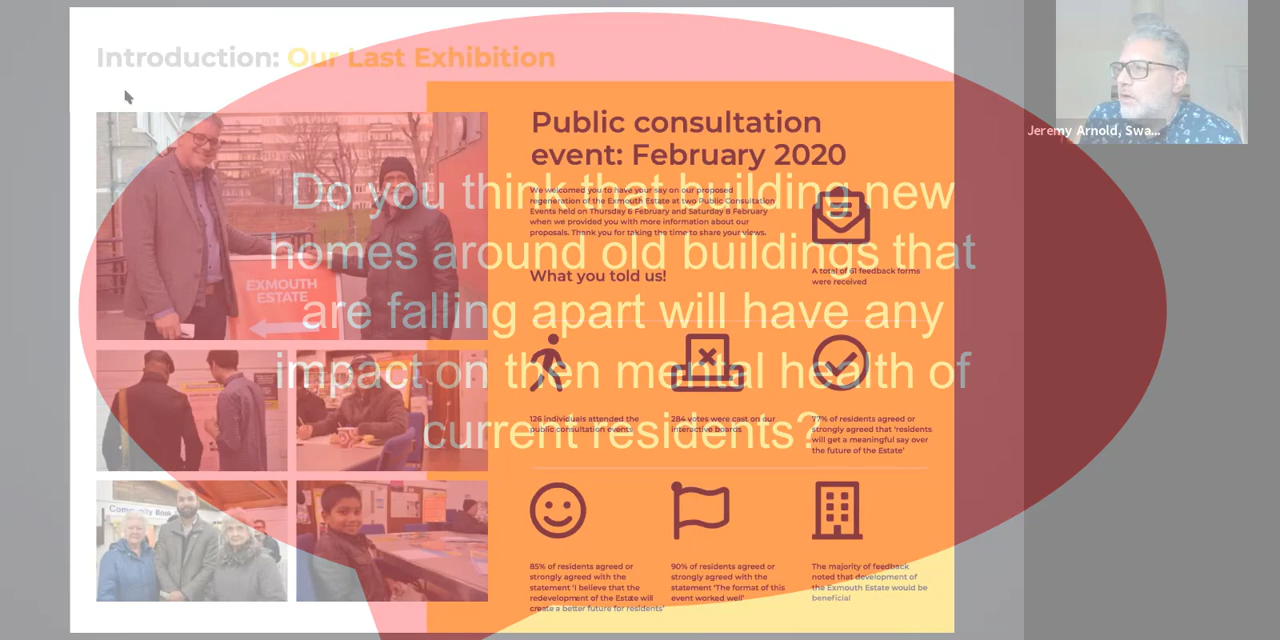 Introduction: Our Last Exhibition
Jeremy Arnold, Swa...
Public consultation
event: February 2020
We welcomed you to have your say on our proposed
regeneration of the Exmouth Estate at two Public Consultation
Events held on Thursday 6 February and Saturday 8 February
when we provided you with more information about our
proposals. Thank you for taking the time to share your views.
What you told us!
A total of 61 feedback forms
were received
Do you think that building new
homes around old buildings that
are falling apart will have any
impact on then mental health of
current residents?
EXMOUTH
ESTATE
126 individuals attended the
public consultation events
284 votes were cast on our
interactive boards
77% of residents agreed or
strongly agreed that 'residents
will get a meaningful say over
the future of the Estate'
Community Book
85% of residents agreed or
strongly agreed with the
statement 'I believe that the
redevelopment of the Estate will
create a better future for residents'
90% of residents agreed or
strongly agreed with the
statement 'The format of this
event worked well'
The majority of feedback
noted that development of
the Exmouth Estate would be
beneficial